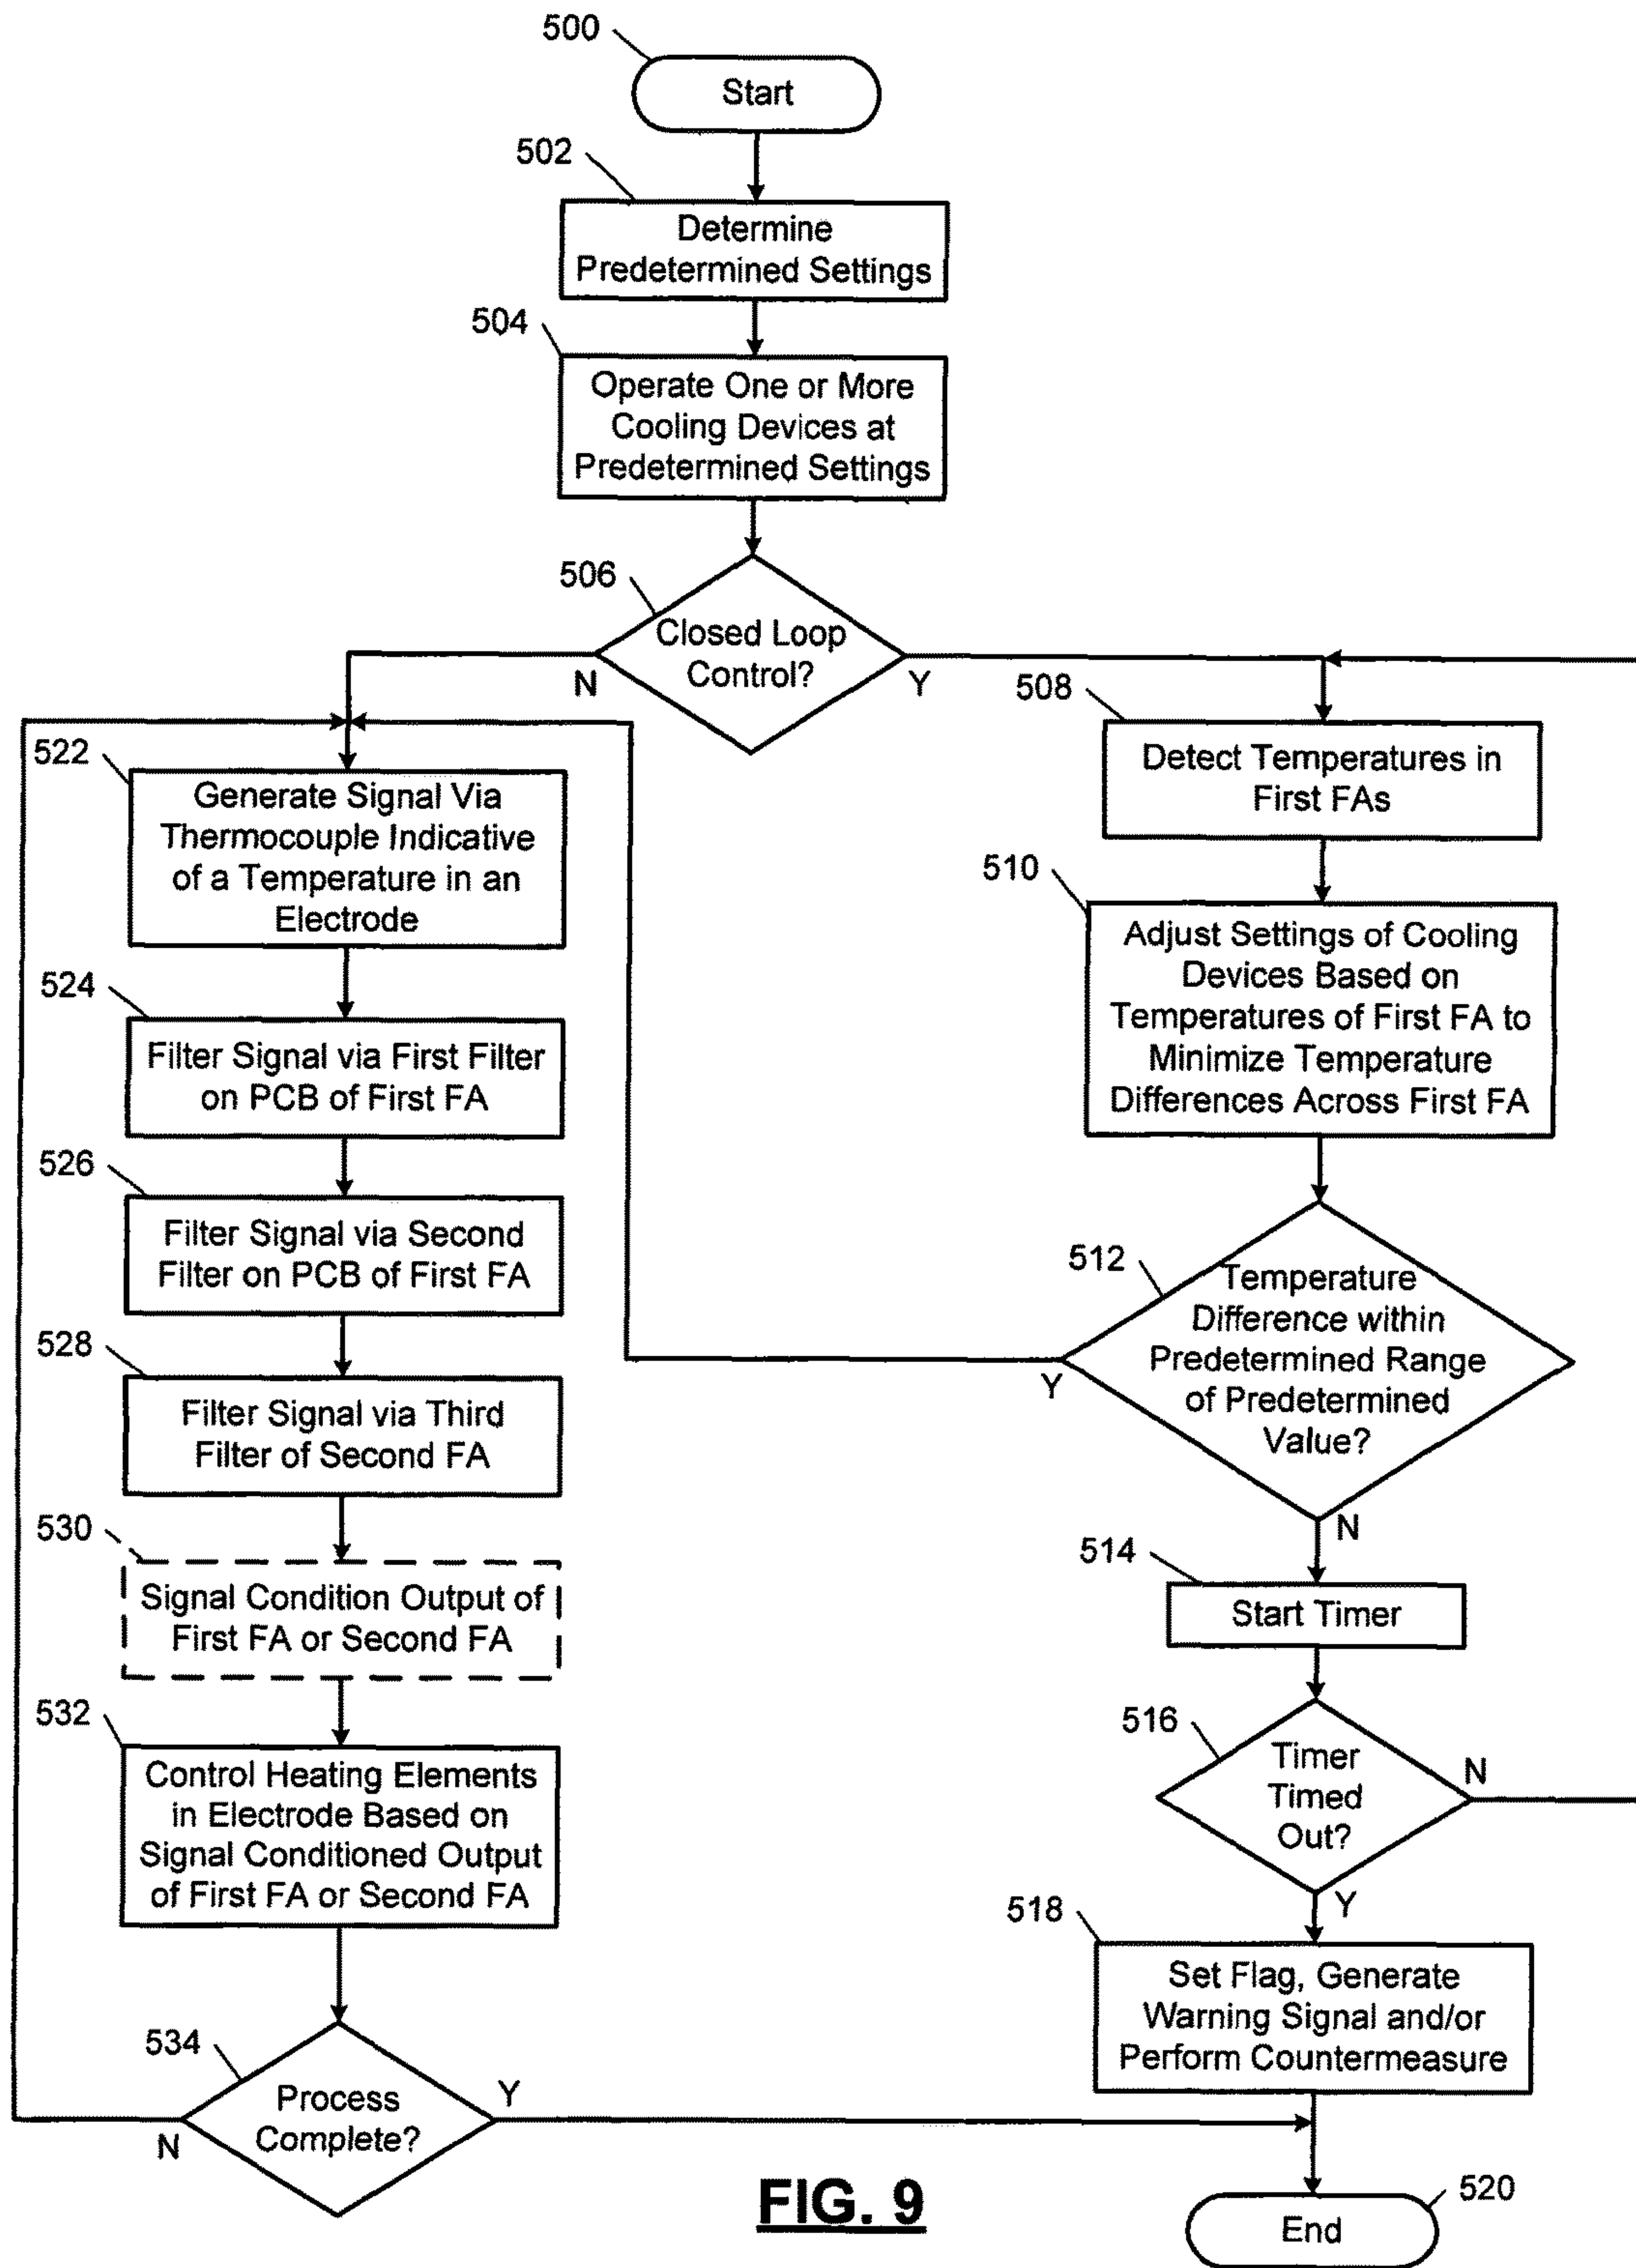 500
Start
502
Determine
Predetermined Settings
504
Operate One or More
Cooling Devices at
Predetermined Settings
506
Closed Loop
Control?
N
Y
508
Detect Temperatures in
First FAs
510
Adjust Settings of Cooling
Devices Based on
Temperatures of First FA to
Minimize Temperature
Differences Across First FA
512
Temperature
Difference within
Predetermined Range
of Predetermined
Value?
Y
N
514
Start Timer
516
Timer
Timed
Out?
N
Y
518
Set Flag, Generate
Warning Signal and/or
Perform Countermeasure
522
Generate Signal Via
Thermocouple Indicative
of a Temperature in an
Electrode
524
Filter Signal via First Filter
on PCB of First FA
526
Filter Signal via Second
Filter on PCB of First FA
528
Filter Signal via Third
Filter of Second FA
530
Signal Condition Output of
First FA or Second FA
532
Control Heating Elements
in Electrode Based on
Signal Conditioned Output
of First FA or Second FA
534
Process
Complete?
N
Y
520
End
FIG. 9